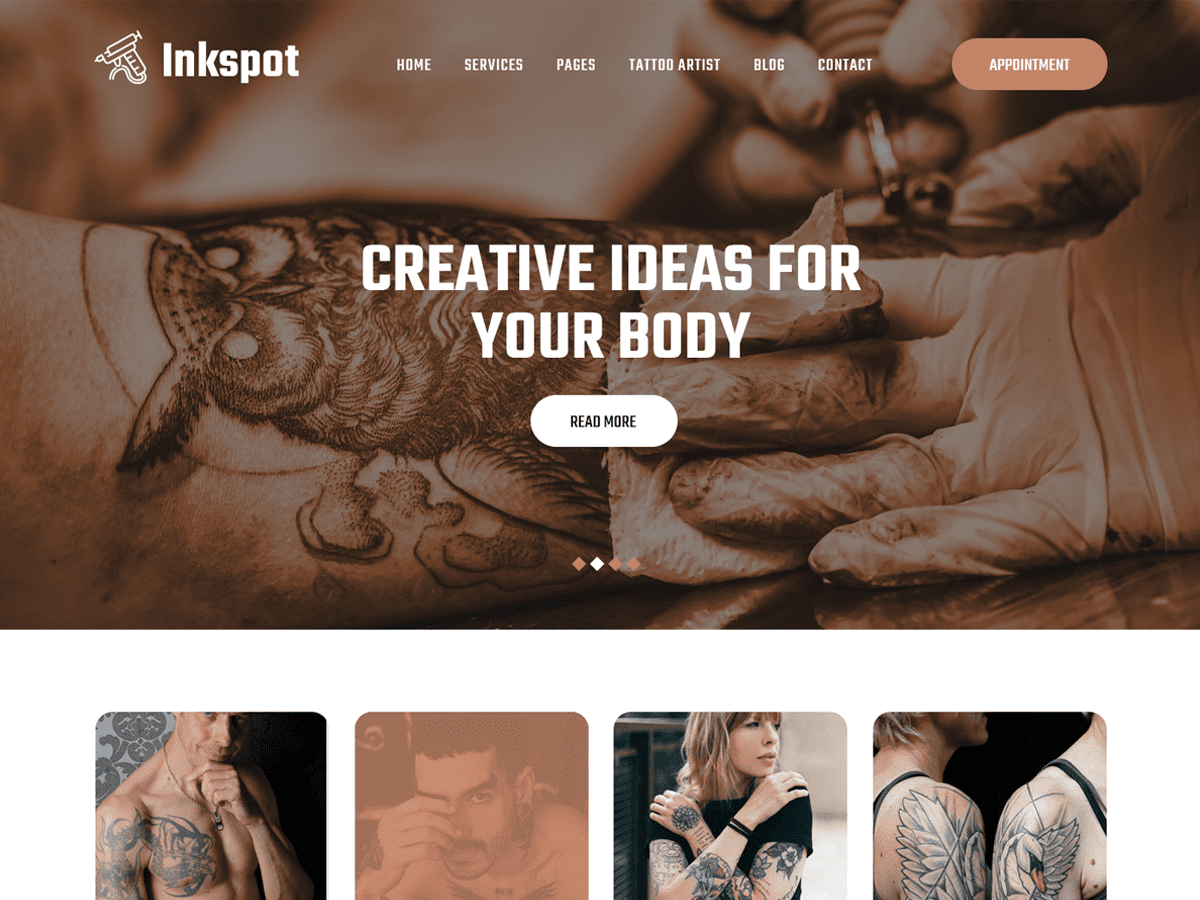 Inkspot
HOME SERVICES PAGES TATTOO ARTIST BLOG CONTACT
APPOINTMENT
CREATIVE IDEAS FOR
YOUR BODY
READ MORE